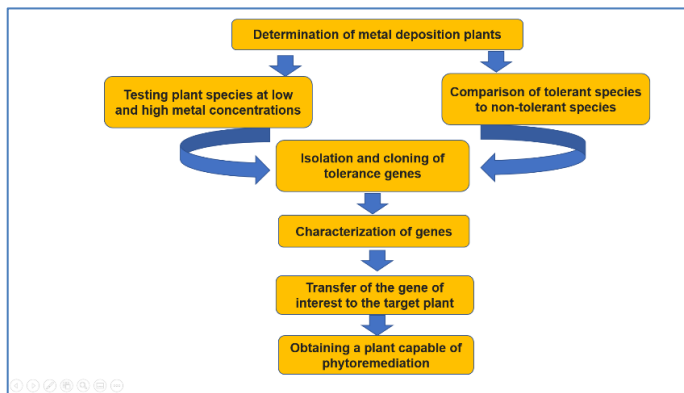 Determination of metal deposition plants
Testing plant species at low
and high metal concentrations
Comparison of tolerant species
to non-tolerant species
Isolation and cloning of
tolerance genes
Characterization of genes
Transfer of the gene of
interest to the target plant
Obtaining a plant capable of
phytoremediation